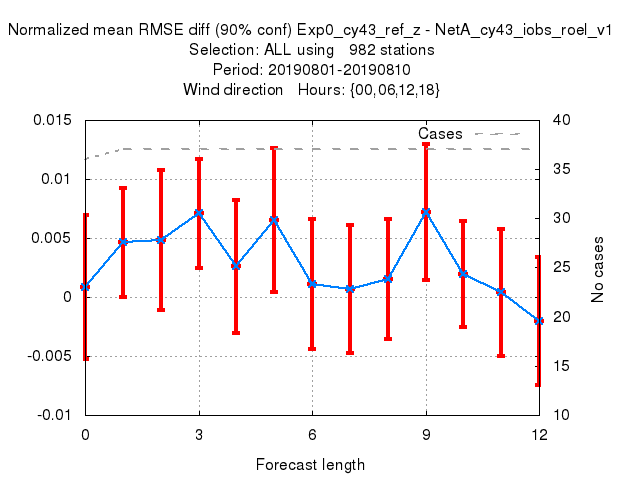 Normalized mean RMSE diff (90% conf) Exp0_cy43_ref_z - NetA_cy43_iobs_roel_v1
Selection: ALL using 982 stations
Period: 20190801-20190810
Wind direction Hours: {00,06,12,18}
Cases
0.015
0.01
0.005
0
-0.005
-0.01
40
35
30
25
20
15
10
No cases
0 3 6 9 12
Forecast length